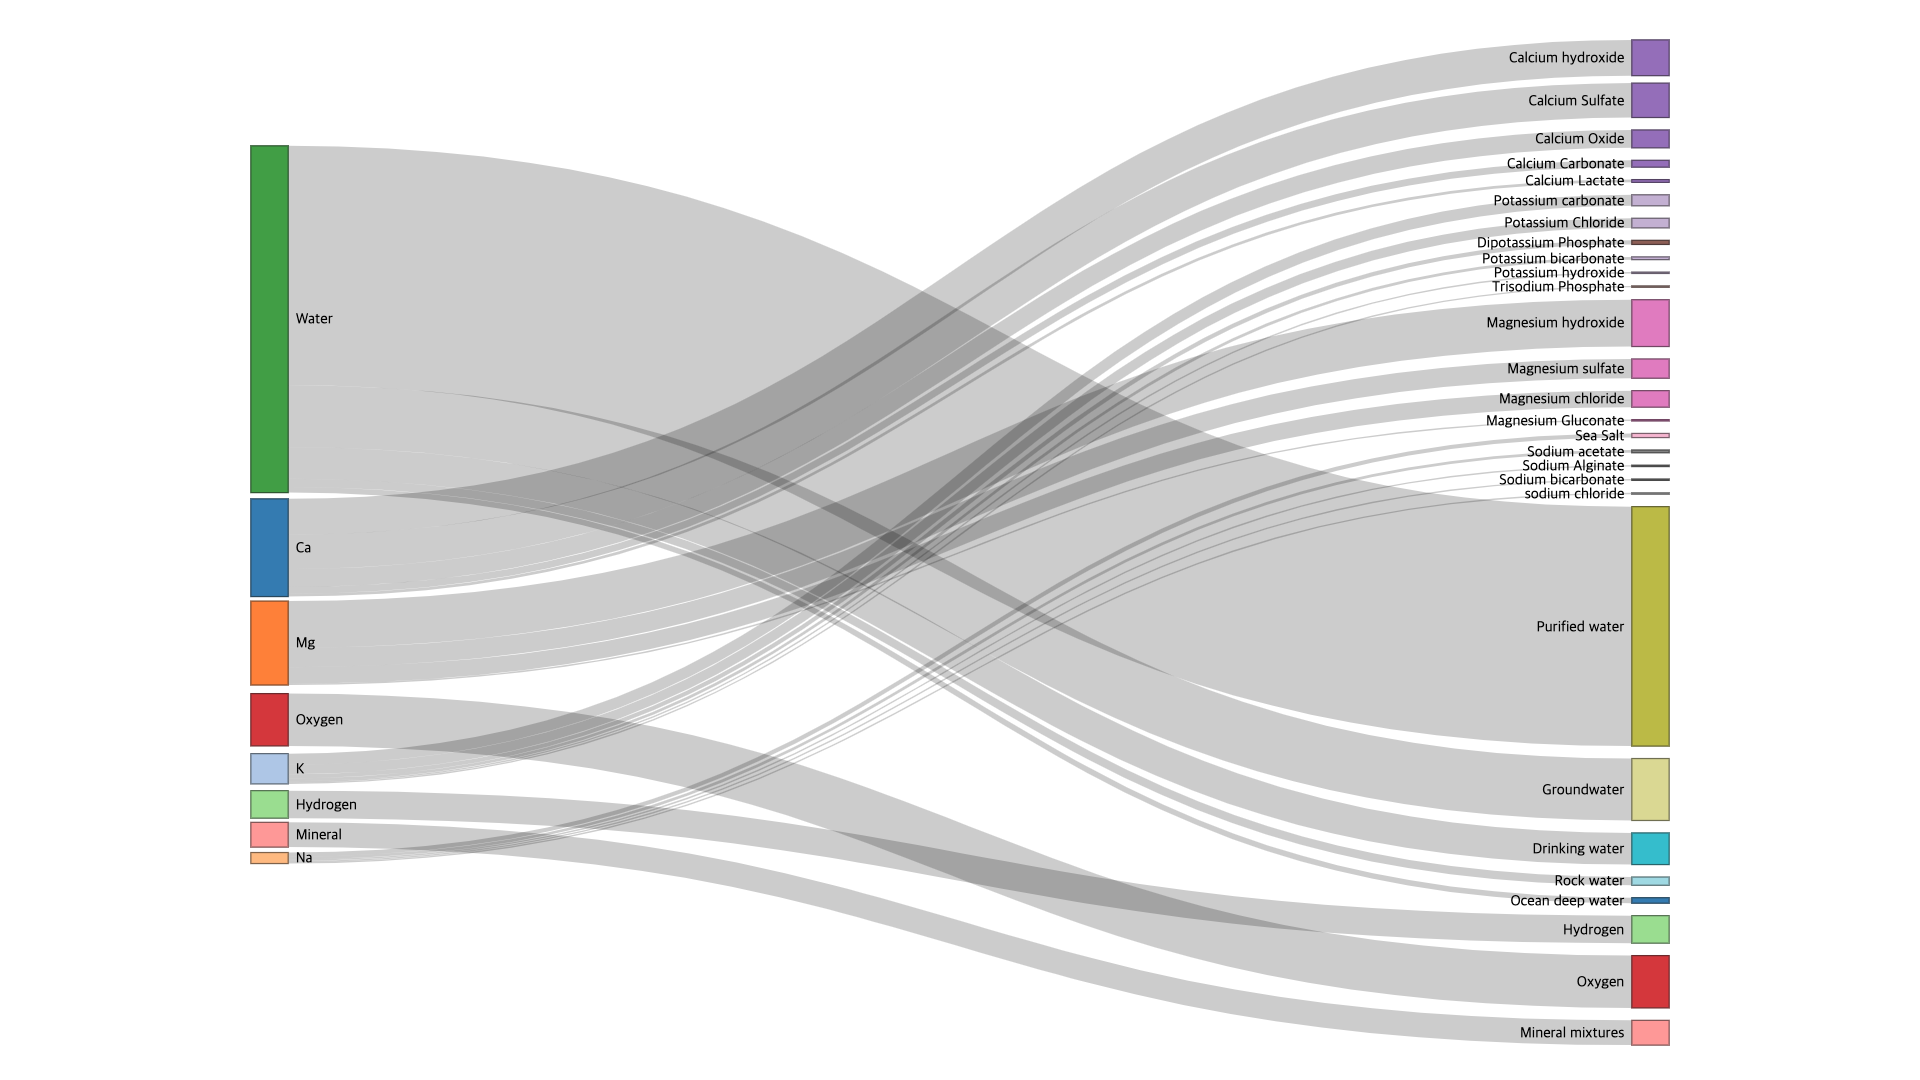 Water
Ca
Mg
Oxygen
K
Hydrogen
Mineral
Na
Calcium hydroxide
Calcium Sulfate
Calcium Oxide
Calcium Carbonate
Calcium Lactate
Potassium carbonate
Potassium Chloride
Dipotassium Phosphate
Potassium bicarbonate
Potassium hydroxide
Trisodium Phosphate
Magnesium hydroxide
Magnesium sulfate
Magnesium chloride
Magnesium Gluconate
Sea Salt
Sodium acetate
Sodium Alginate
Sodium bicarbonate
sodium chloride
Purified water
Groundwater
Drinking water
Rock water
Ocean deep water
Hydrogen
Oxygen
Mineral mixtures